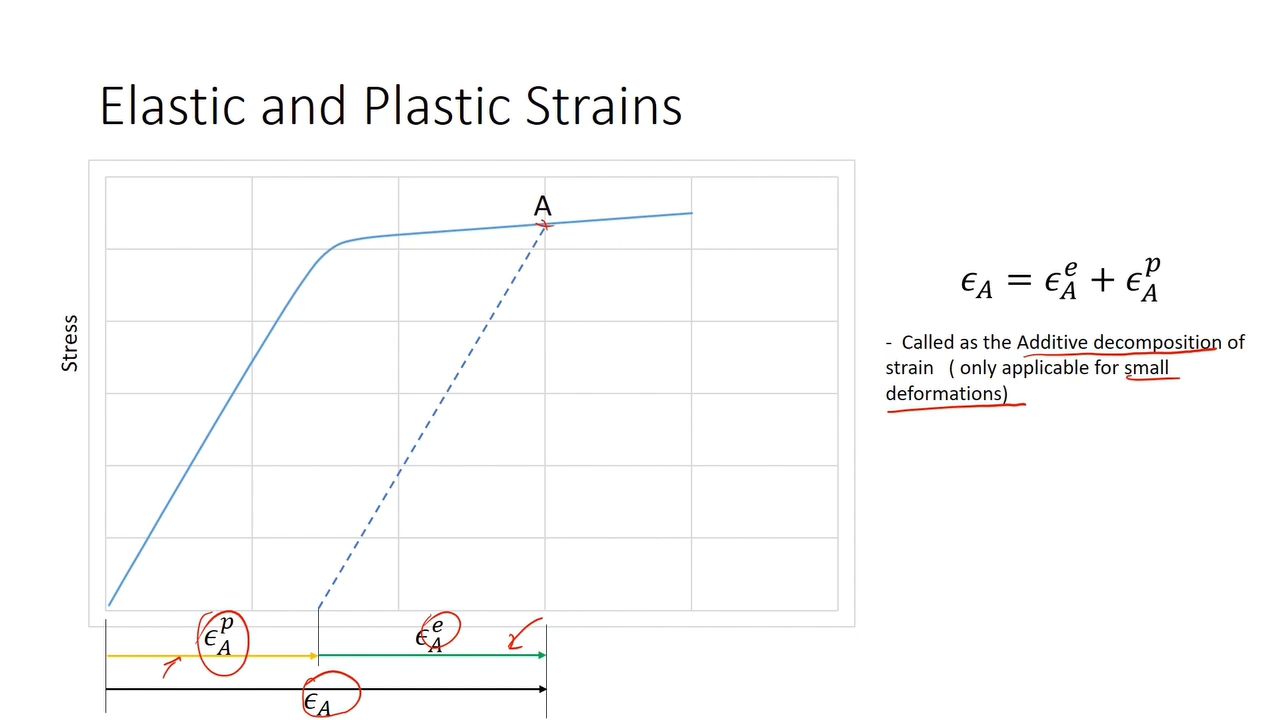 Elastic and Plastic Strains
A
Stress
𝜖_A = 𝜖_A^e + 𝜖_A^p
- Called as the Additive decomposition of
strain ( only applicable for small
deformations)
𝜖_A^p
𝜖_A^e
𝜖_A